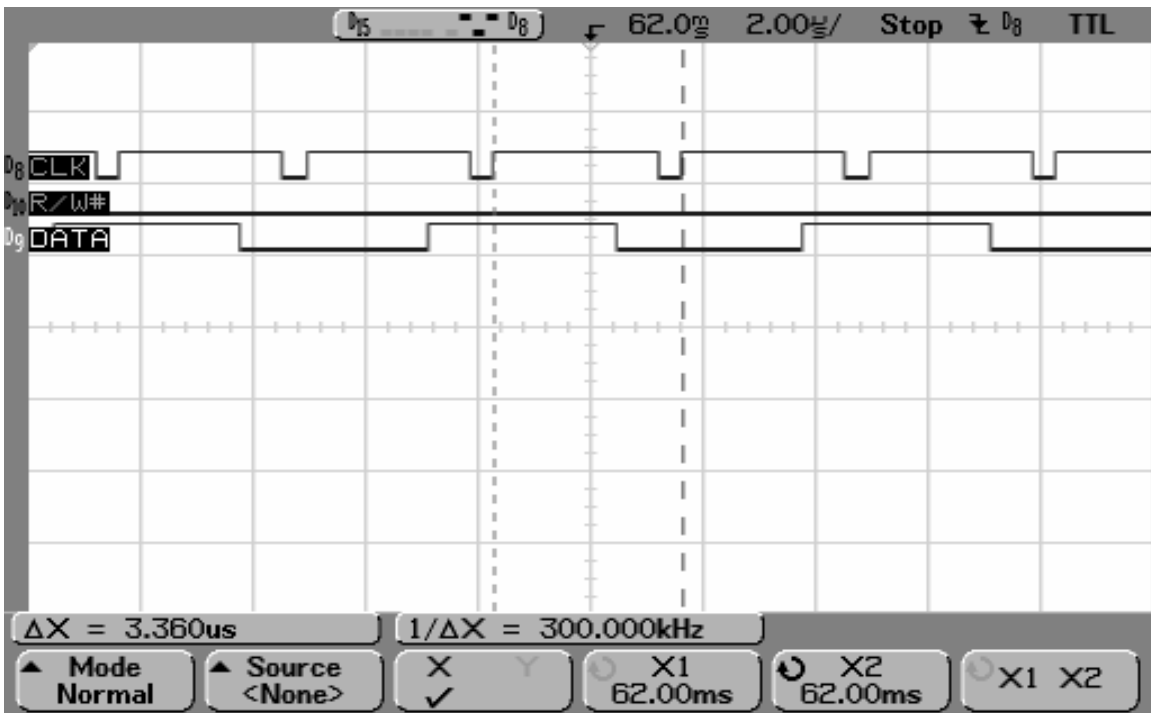 D15 D8 62.0ms 2.00us/ Stop D8 TTL
D8 CLK
D10 R/W#
D9 DATA
ΔX = 3.360us 1/ΔX = 300.000kHz
Mode Source X Y X1 X2 X1 X2
Normal <None> ✓ 62.00ms 62.00ms